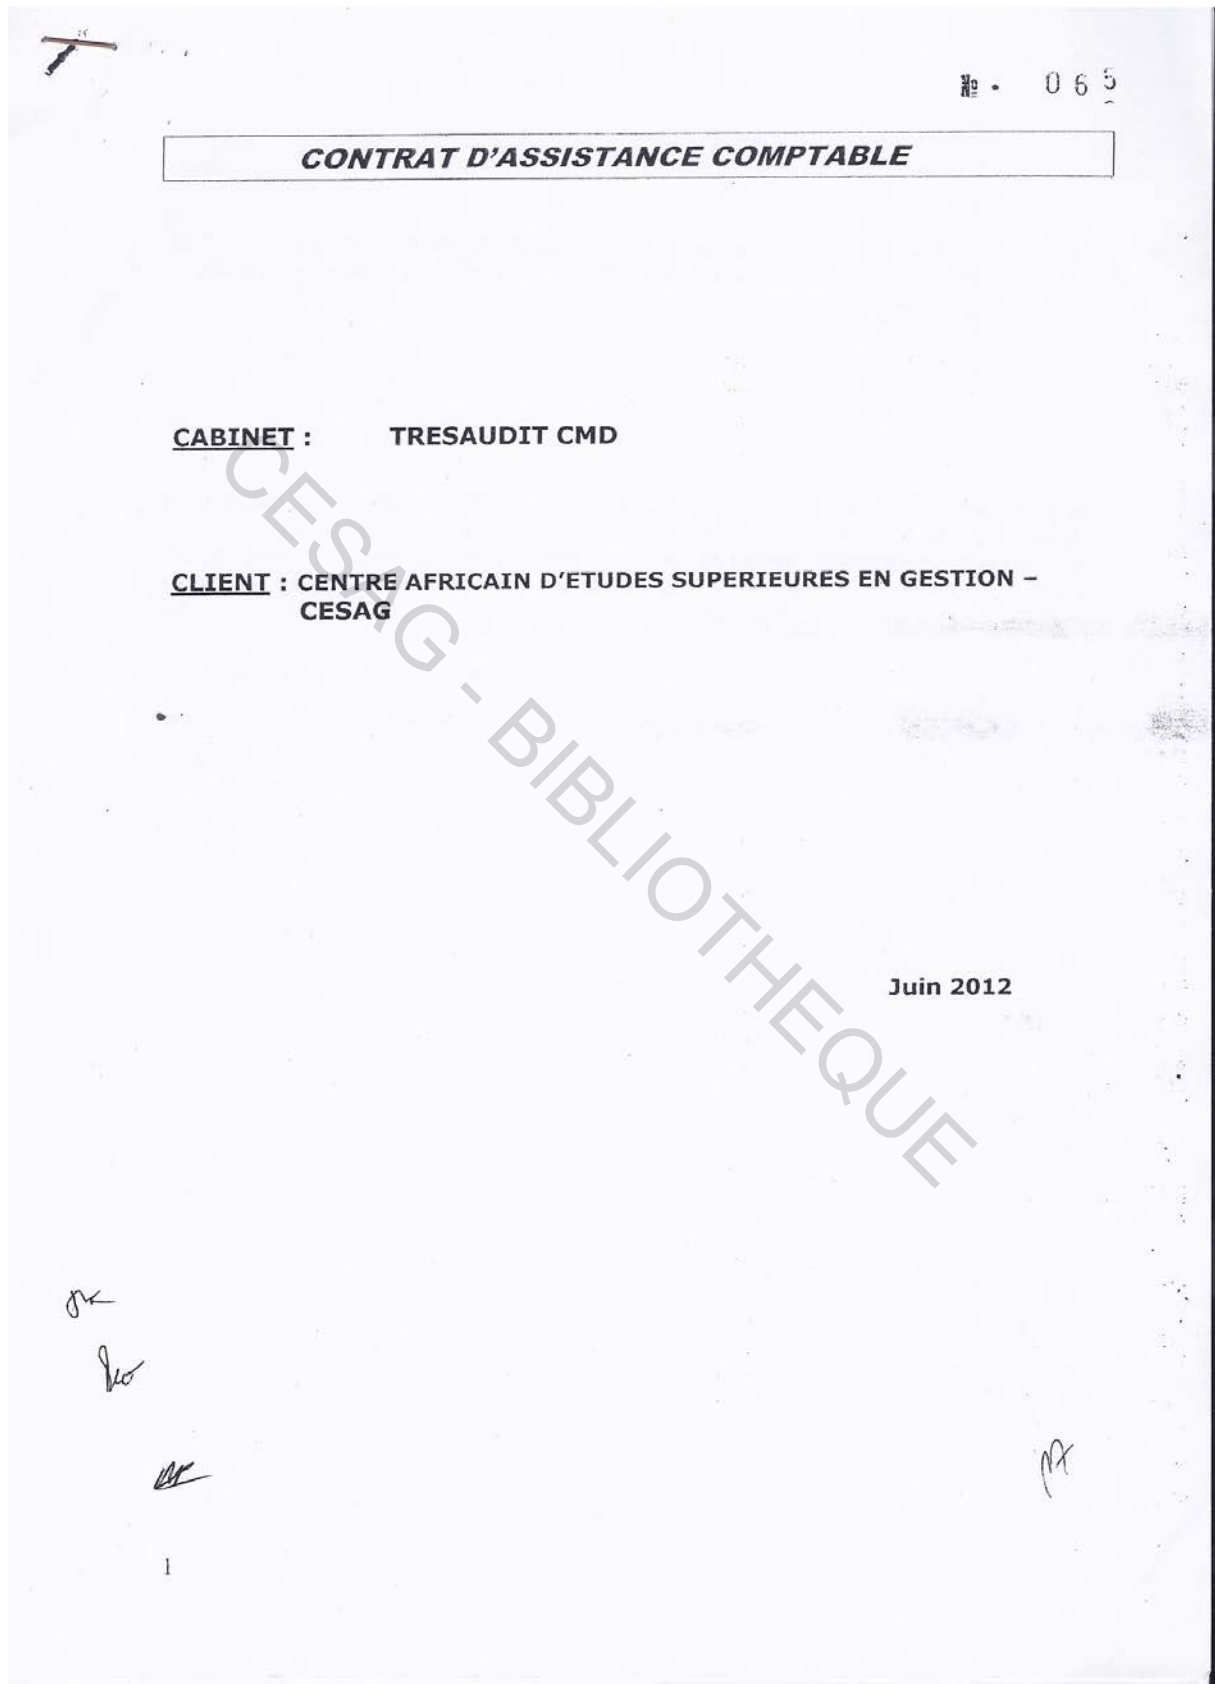 №. 065
CONTRAT D'ASSISTANCE COMPTABLE
CABINET : TRESAUDIT CMD
CLIENT : CENTRE AFRICAIN D'ETUDES SUPERIEURES EN GESTION –
CESAG
CESAG - BIBLIOTHEQUE
Juin 2012
1